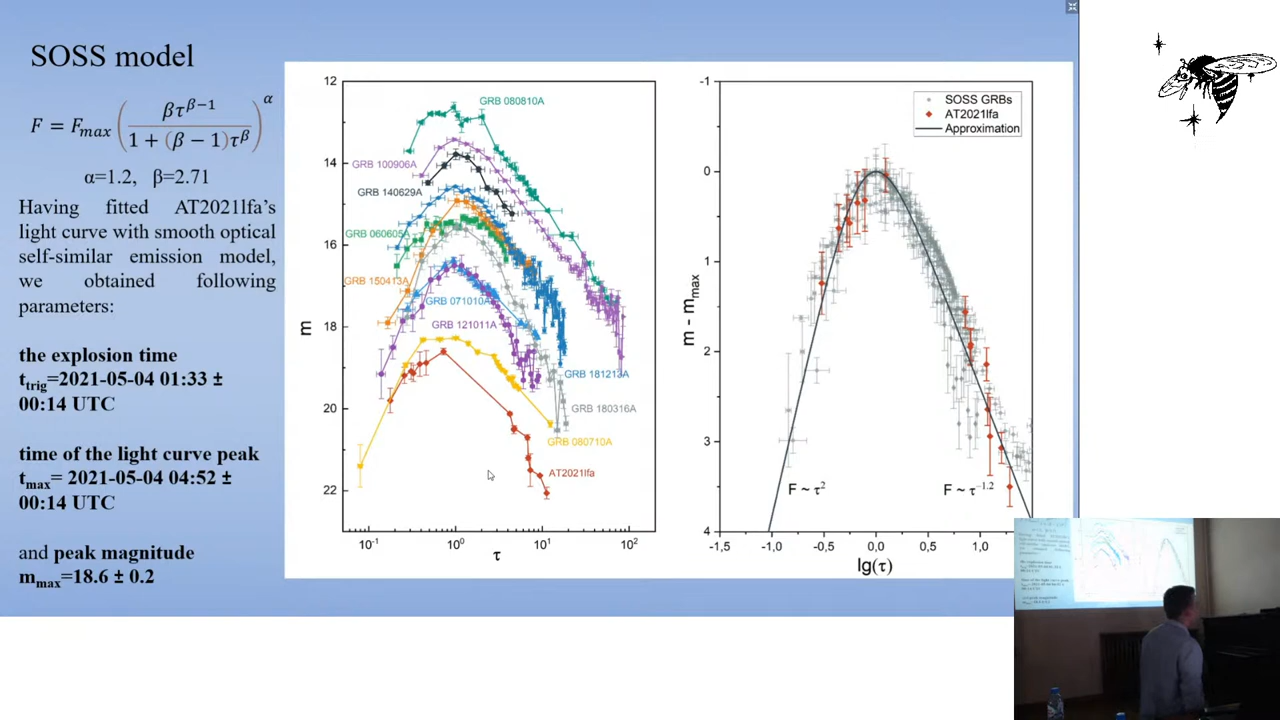 SOSS model
F = F_max (βτ^(β−1) / (1 + (β − 1)τ^β))^α
α=1.2, β=2.71
Having fitted AT2021lfa's
light curve with smooth optical
self-similar emission model,
we obtained following
parameters:
the explosion time
t_trig=2021-05-04 01:33 ±
00:14 UTC
time of the light curve peak
t_max= 2021-05-04 04:52 ±
00:14 UTC
and peak magnitude
m_max=18.6 ± 0.2
12
14
16
18
20
22
m
GRB 080810A
GRB 100906A
GRB 140629A
GRB 060605A
GRB 150413A
GRB 071010A
GRB 121011A
GRB 181213A
GRB 180316A
GRB 080710A
AT2021lfa
10^-1
10^0
10^1
10^2
τ
-1
0
1
2
3
4
m - m_max
SOSS GRBs
AT2021lfa
Approximation
F ~ τ^2
F ~ τ^−1.2
-1,5
-1,0
-0,5
0,0
0,5
1,0
lg(τ)